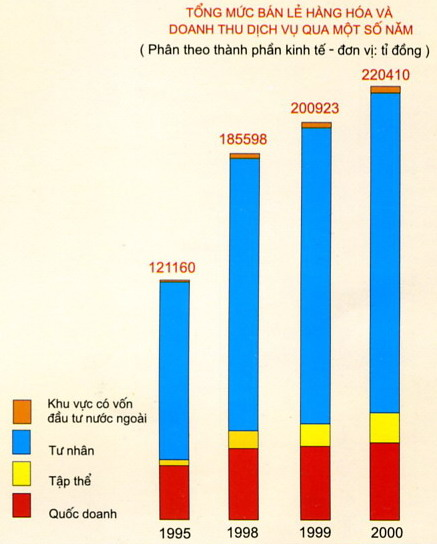 TỔNG MỨC BÁN LẺ HÀNG HÓA VÀ
DOANH THU DỊCH VỤ QUA MỘT SỐ NĂM
( Phân theo thành phần kinh tế - đơn vị: tỉ đồng )
220410
200923
185598
121160
Khu vực có vốn
đầu tư nước ngoài
Tư nhân
Tập thể
Quốc doanh
1995
1998
1999
2000